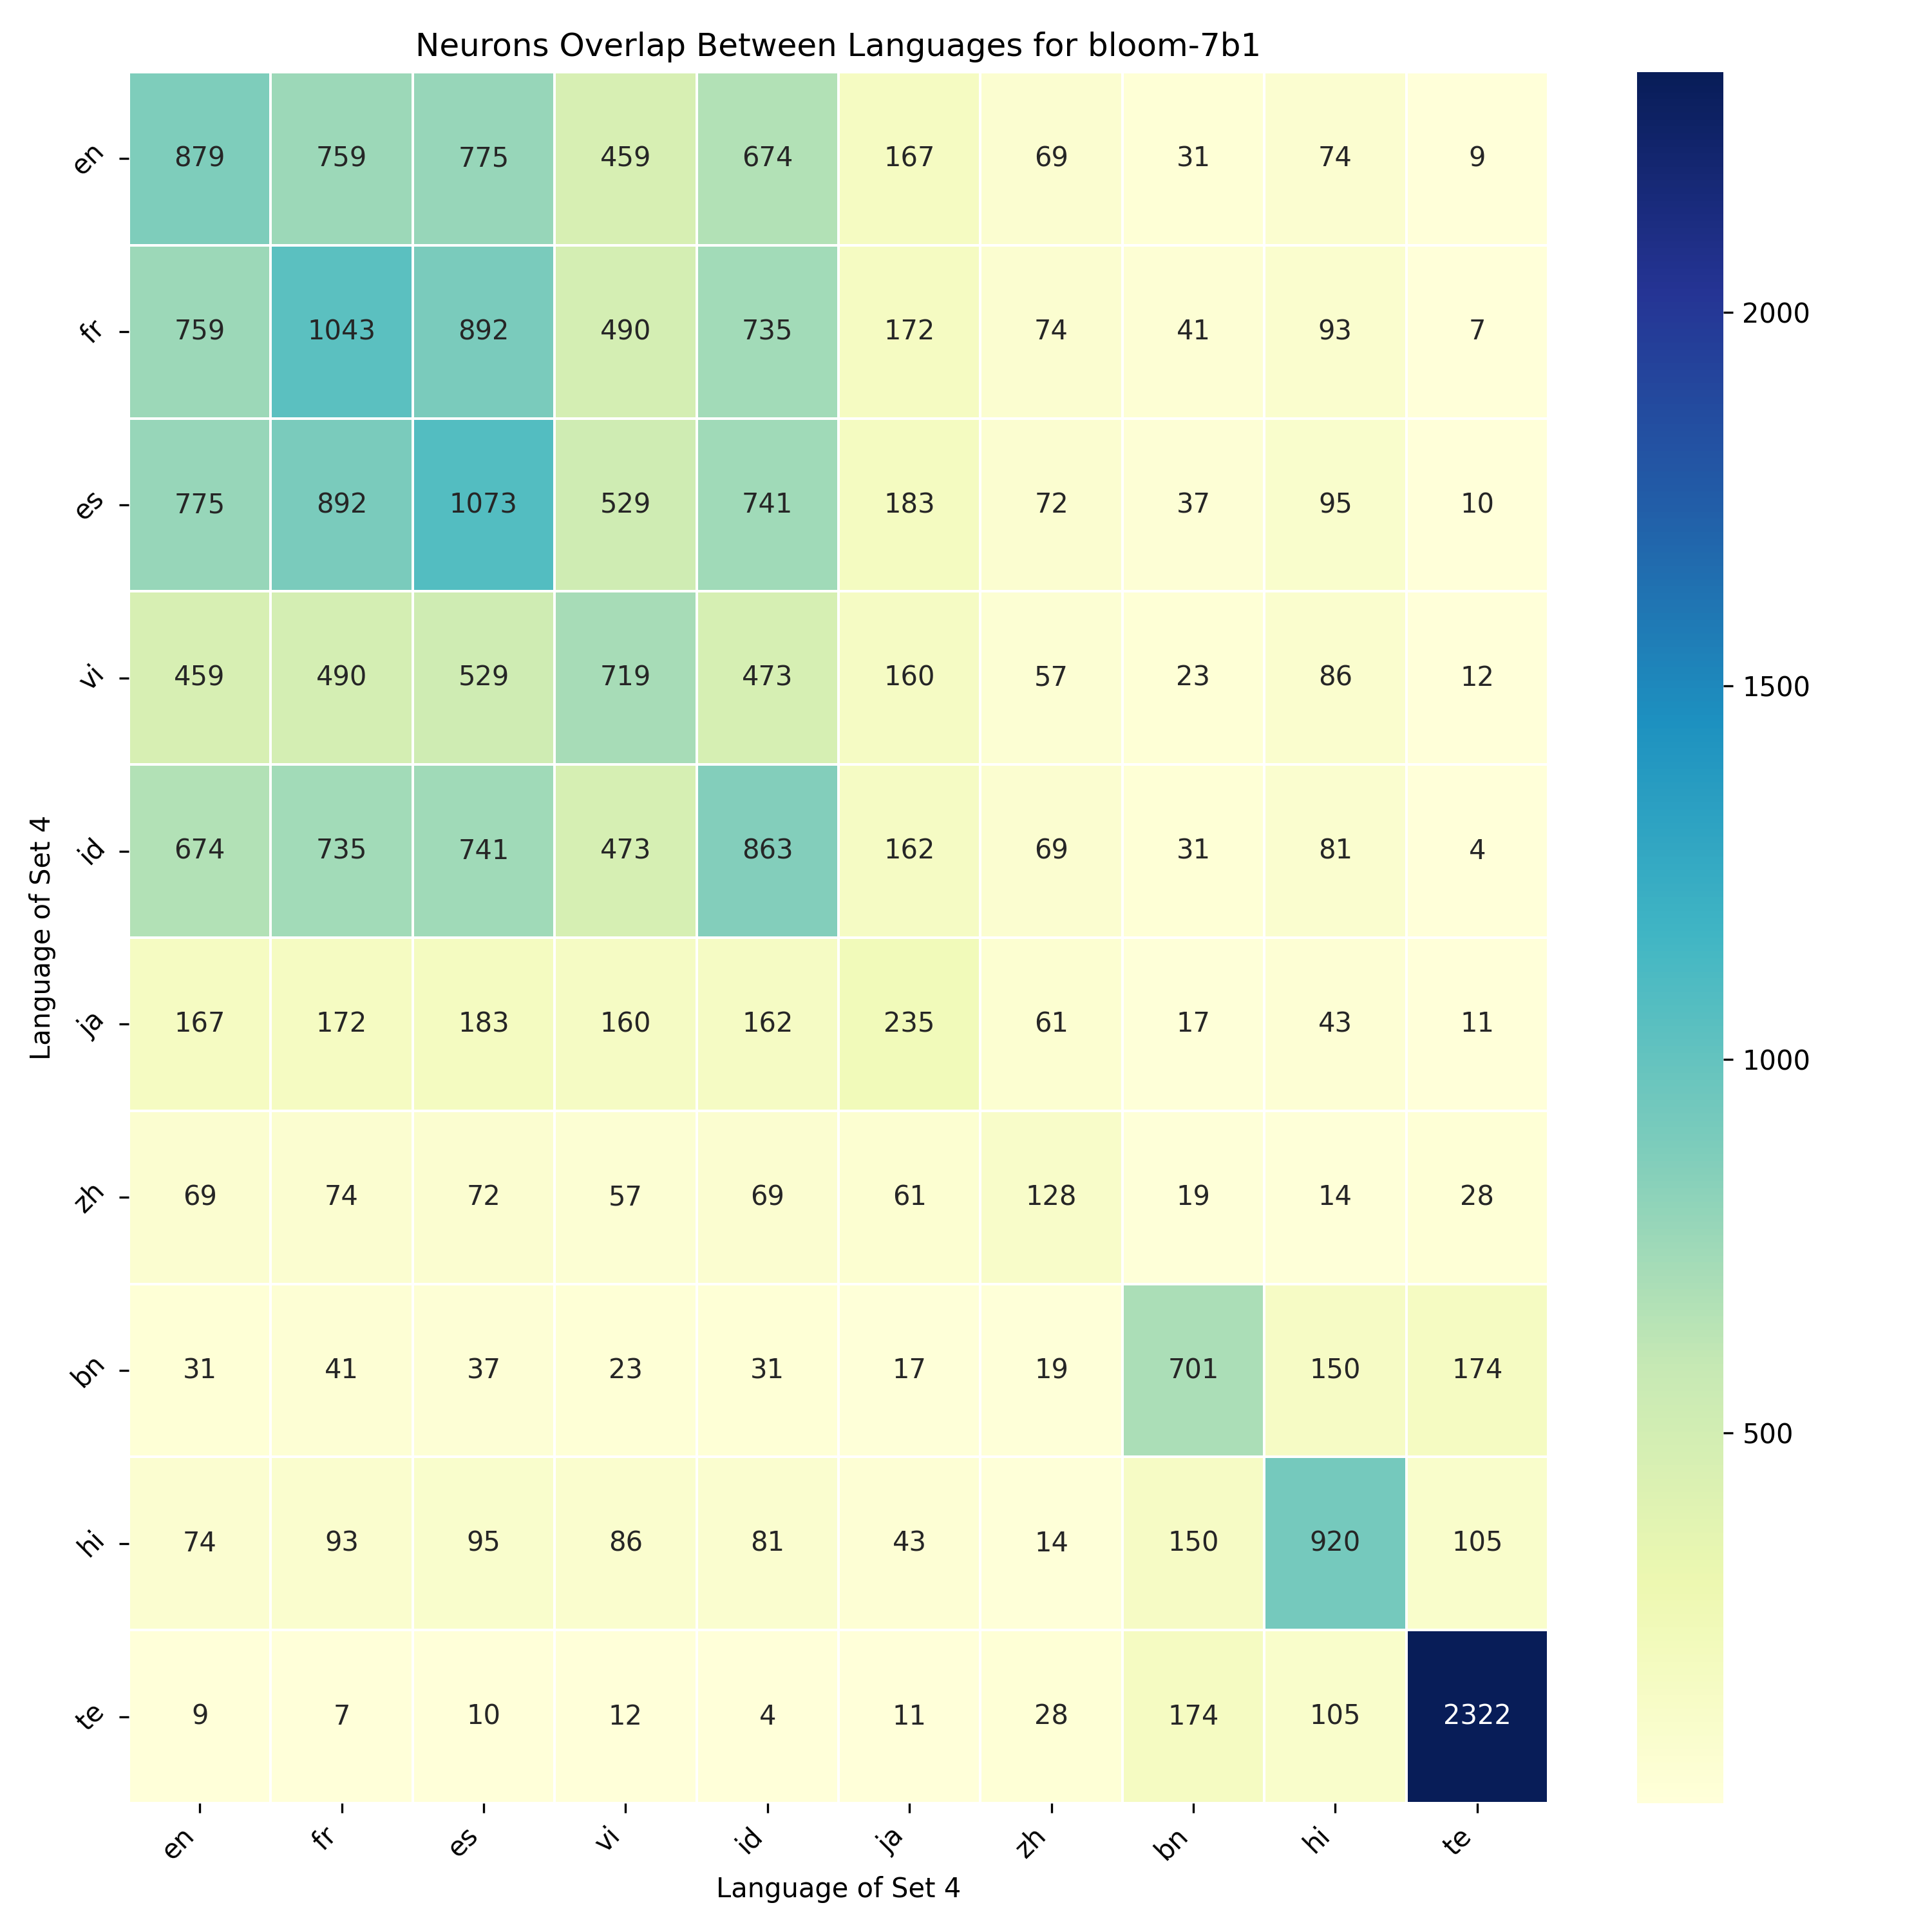 Neurons Overlap Between Languages for bloom-7b1
en 879 759 775 459 674 167 69 31 74 9
fr 759 1043 892 490 735 172 74 41 93 7
es 775 892 1073 529 741 183 72 37 95 10
vi 459 490 529 719 473 160 57 23 86 12
id 674 735 741 473 863 162 69 31 81 4
ja 167 172 183 160 162 235 61 17 43 11
zh 69 74 72 57 69 61 128 19 14 28
bn 31 41 37 23 31 17 19 701 150 174
hi 74 93 95 86 81 43 14 150 920 105
te 9 7 10 12 4 11 28 174 105 2322
en fr es vi id ja zh bn hi te
Language of Set 4
Language of Set 4
2000
1500
1000
500